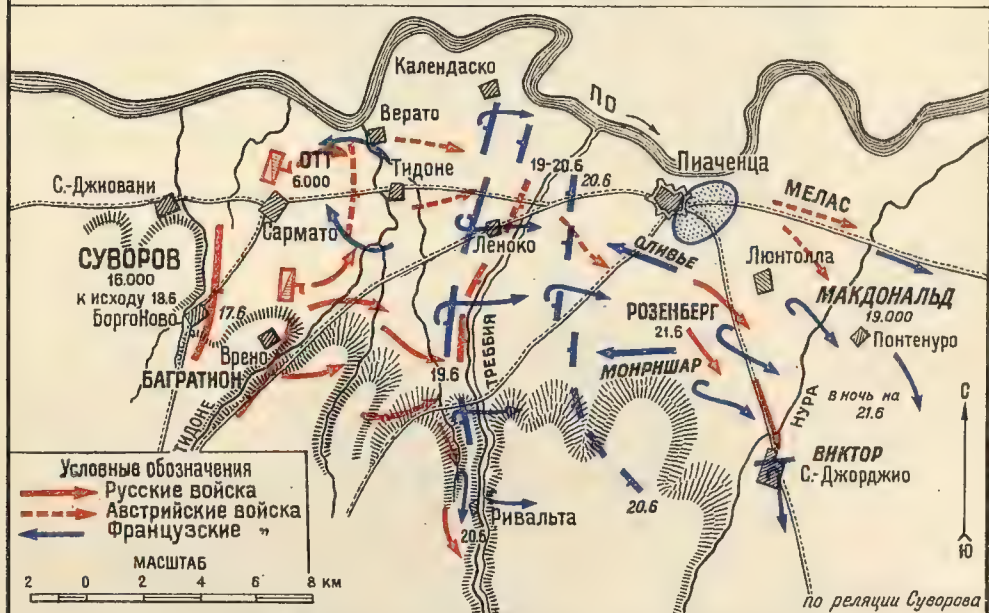 Календаско
ПО
Верато
ОТТ
6.000
Тидоне
19-20.6
20.6
Пиаченца
С.-Джиовани
МЕЛАС
Сармато
Леноко
ОЛИВЬЕ
Люнтолла
СУВОРОВ
16.000
к исходу 18.6
БоргоНово
17.6
РОЗЕНБЕРГ
21.6
МАКДОНАЛЬД
19.000
Понтенуро
Врено
БАГРАТИОН
ТИДОНЕ
19.6
ТРЕББИЯ
МОНРИШАР
НУРА
в ночь на
21.6
С
ВИКТОР
С.-Джорджио
20.6
Ривальта
20.6
Ю
Условные обозначения
Русские войска
Австрийские войска
Французские "
МАСШТАБ
2 0 2 4 6 8 км
по реляции Суворова